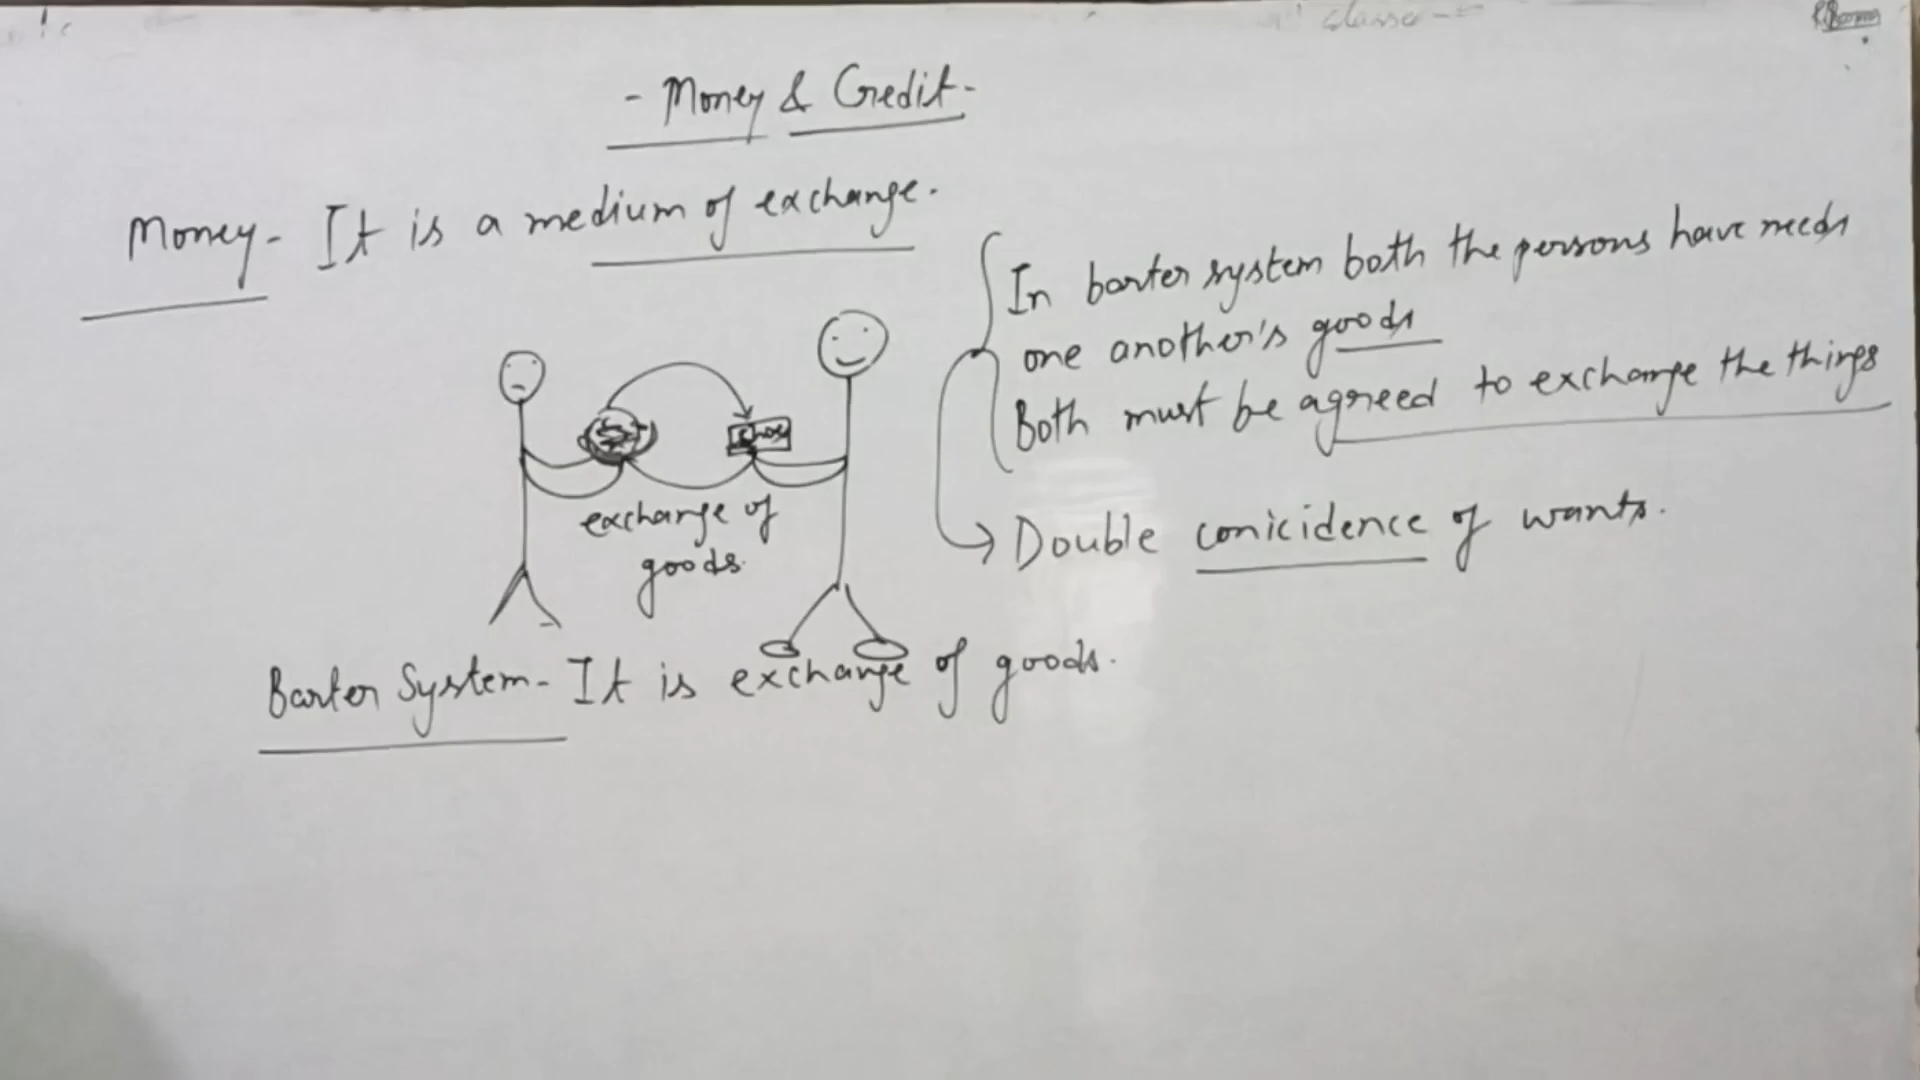 - Money & Credit -
Money - It is a medium of exchange.
In barter system both the persons have needs
one another's goods
Both must be agreed to exchange the things
Double conicidence of wants.
exchange of
goods.
Barter System - It is exchange of goods.